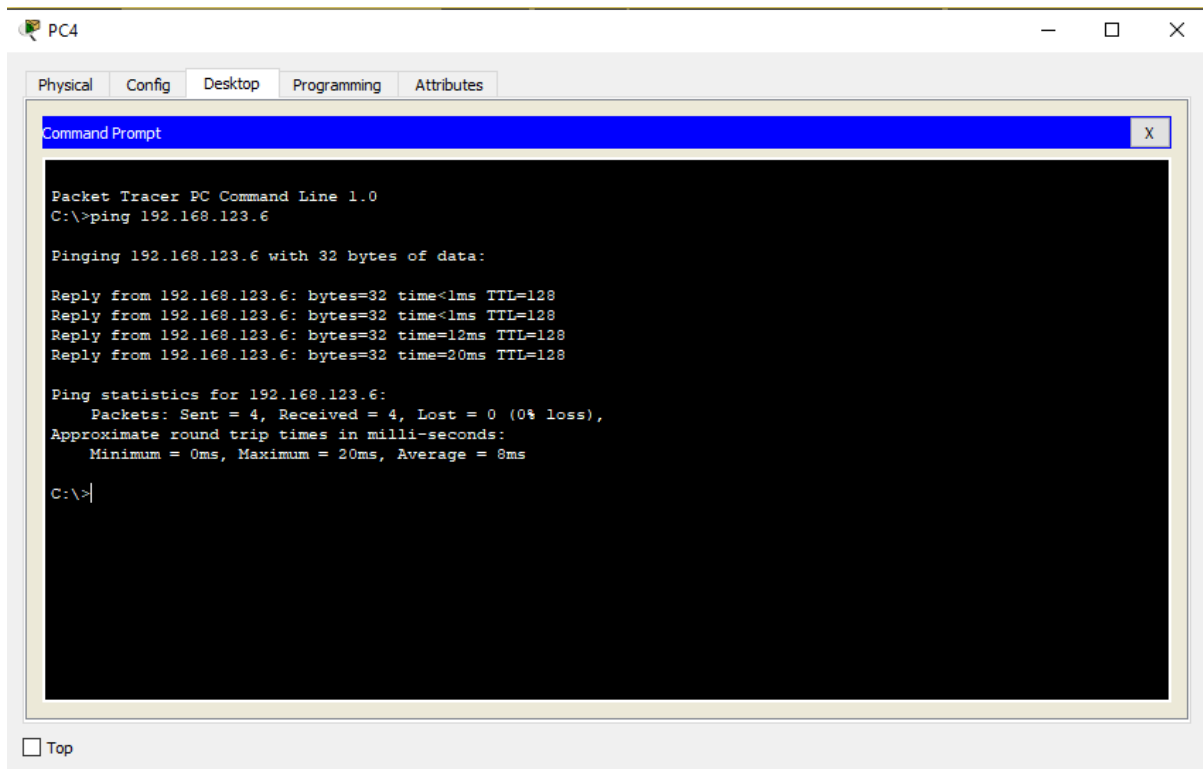 PC4
Physical Config Desktop Programming Attributes
Command Prompt X
Packet Tracer PC Command Line 1.0
C:\>ping 192.168.123.6
Pinging 192.168.123.6 with 32 bytes of data:
Reply from 192.168.123.6: bytes=32 time<1ms TTL=128
Reply from 192.168.123.6: bytes=32 time<1ms TTL=128
Reply from 192.168.123.6: bytes=32 time=12ms TTL=128
Reply from 192.168.123.6: bytes=32 time=20ms TTL=128
Ping statistics for 192.168.123.6:
Packets: Sent = 4, Received = 4, Lost = 0 (0% loss),
Approximate round trip times in milli-seconds:
Minimum = 0ms, Maximum = 20ms, Average = 8ms
C:\>
Top